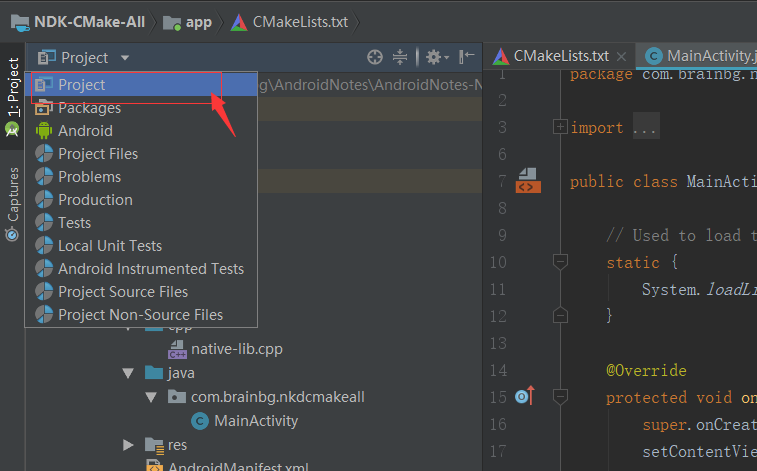 NDK-CMake-All
app
CMakeLists.txt
1: Project
Captures
Project
Project
g\AndroidNotes\AndroidNotes-N
Packages
Android
Project Files
Problems
Production
Tests
Local Unit Tests
Android Instrumented Tests
Project Source Files
Project Non-Source Files
cpp
native-lib.cpp
java
com.brainbg.nkdcmakeall
MainActivity
res
AndroidManifest.xml
CMakeLists.txt
MainActivity.j
1 package com.brainbg.n
2
3 import ...
6
7 public class MainActi
8
9 // Used to load t
10 static {
11 System.loadLi
12 }
13
14 @Override
15 protected void on
16 super.onCreat
17 setContentVie